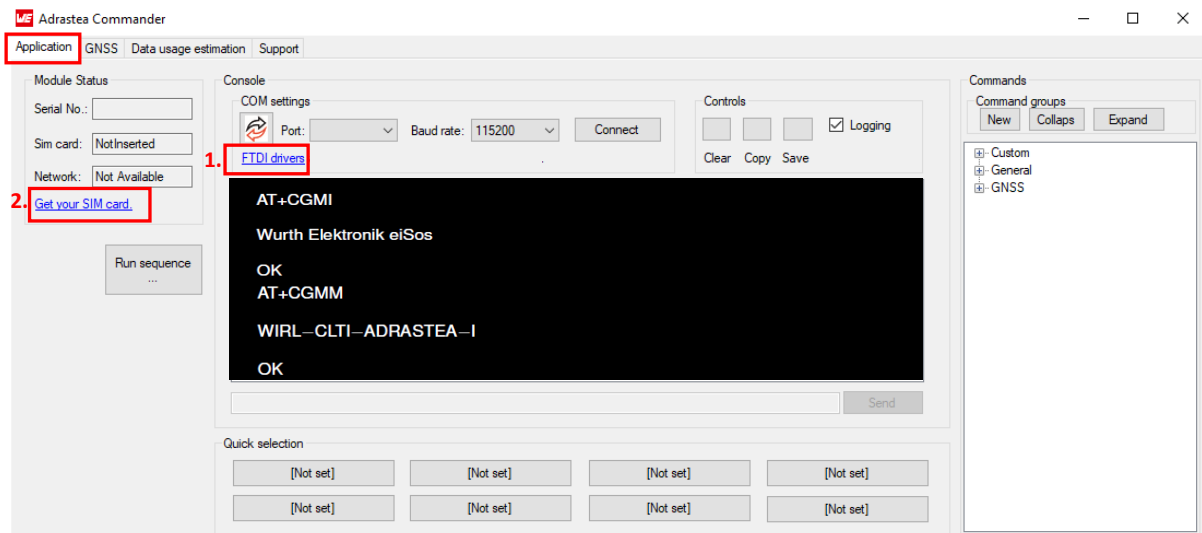 WE Adrastea Commander
Application GNSS Data usage estimation Support
Module Status
Serial No.:
Sim card: NotInserted
Network: Not Available
2. Get your SIM card.
Run sequence
...
Console
COM settings
Port: Baud rate: 115200 Connect
1. FTDI drivers
.
Controls
Logging
Clear Copy Save
AT+CGMI
Wurth Elektronik eiSos
OK
AT+CGMM
WIRL–CLTI–ADRASTEA–I
OK
Send
Quick selection
[Not set] [Not set] [Not set] [Not set]
[Not set] [Not set] [Not set] [Not set]
Commands
Command groups
New Collaps Expand
Custom
General
GNSS